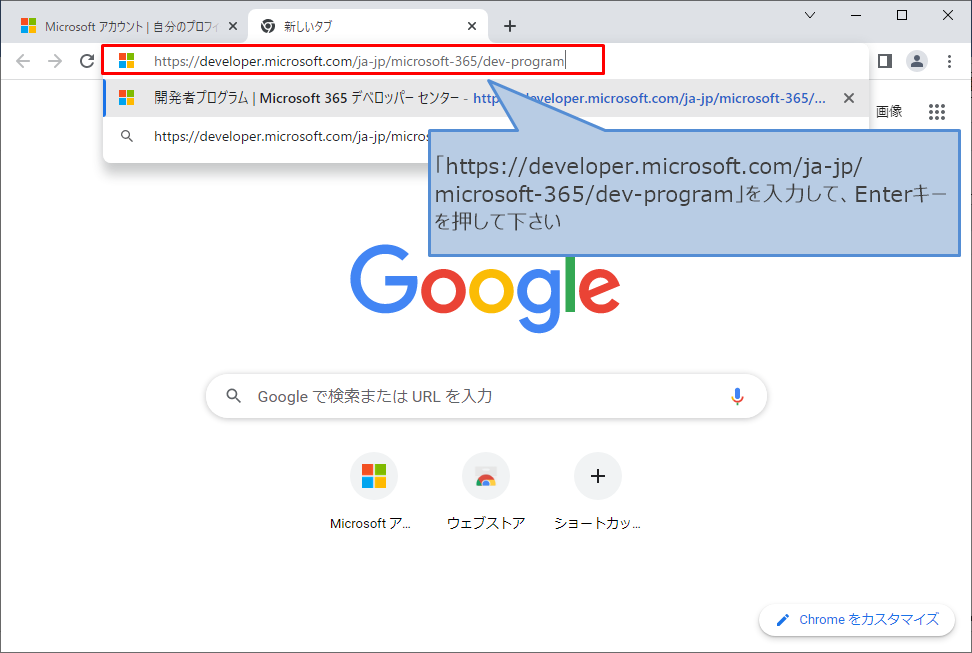 Microsoft アカウント | 自分のプロフィ
新しいタブ
https://developer.microsoft.com/ja-jp/microsoft-365/dev-program
開発者プログラム | Microsoft 365 デベロッパー センター - https://developer.microsoft.com/ja-jp/microsoft-365/...
画像
https://developer.microsoft.com/ja-jp/micros
「https://developer.microsoft.com/ja-jp/
microsoft-365/dev-program」を入力して、Enterキー
を押して下さい
Google
Google で検索または URL を入力
Microsoft ア...
ウェブストア
ショートカッ...
Chrome をカスタマイズ